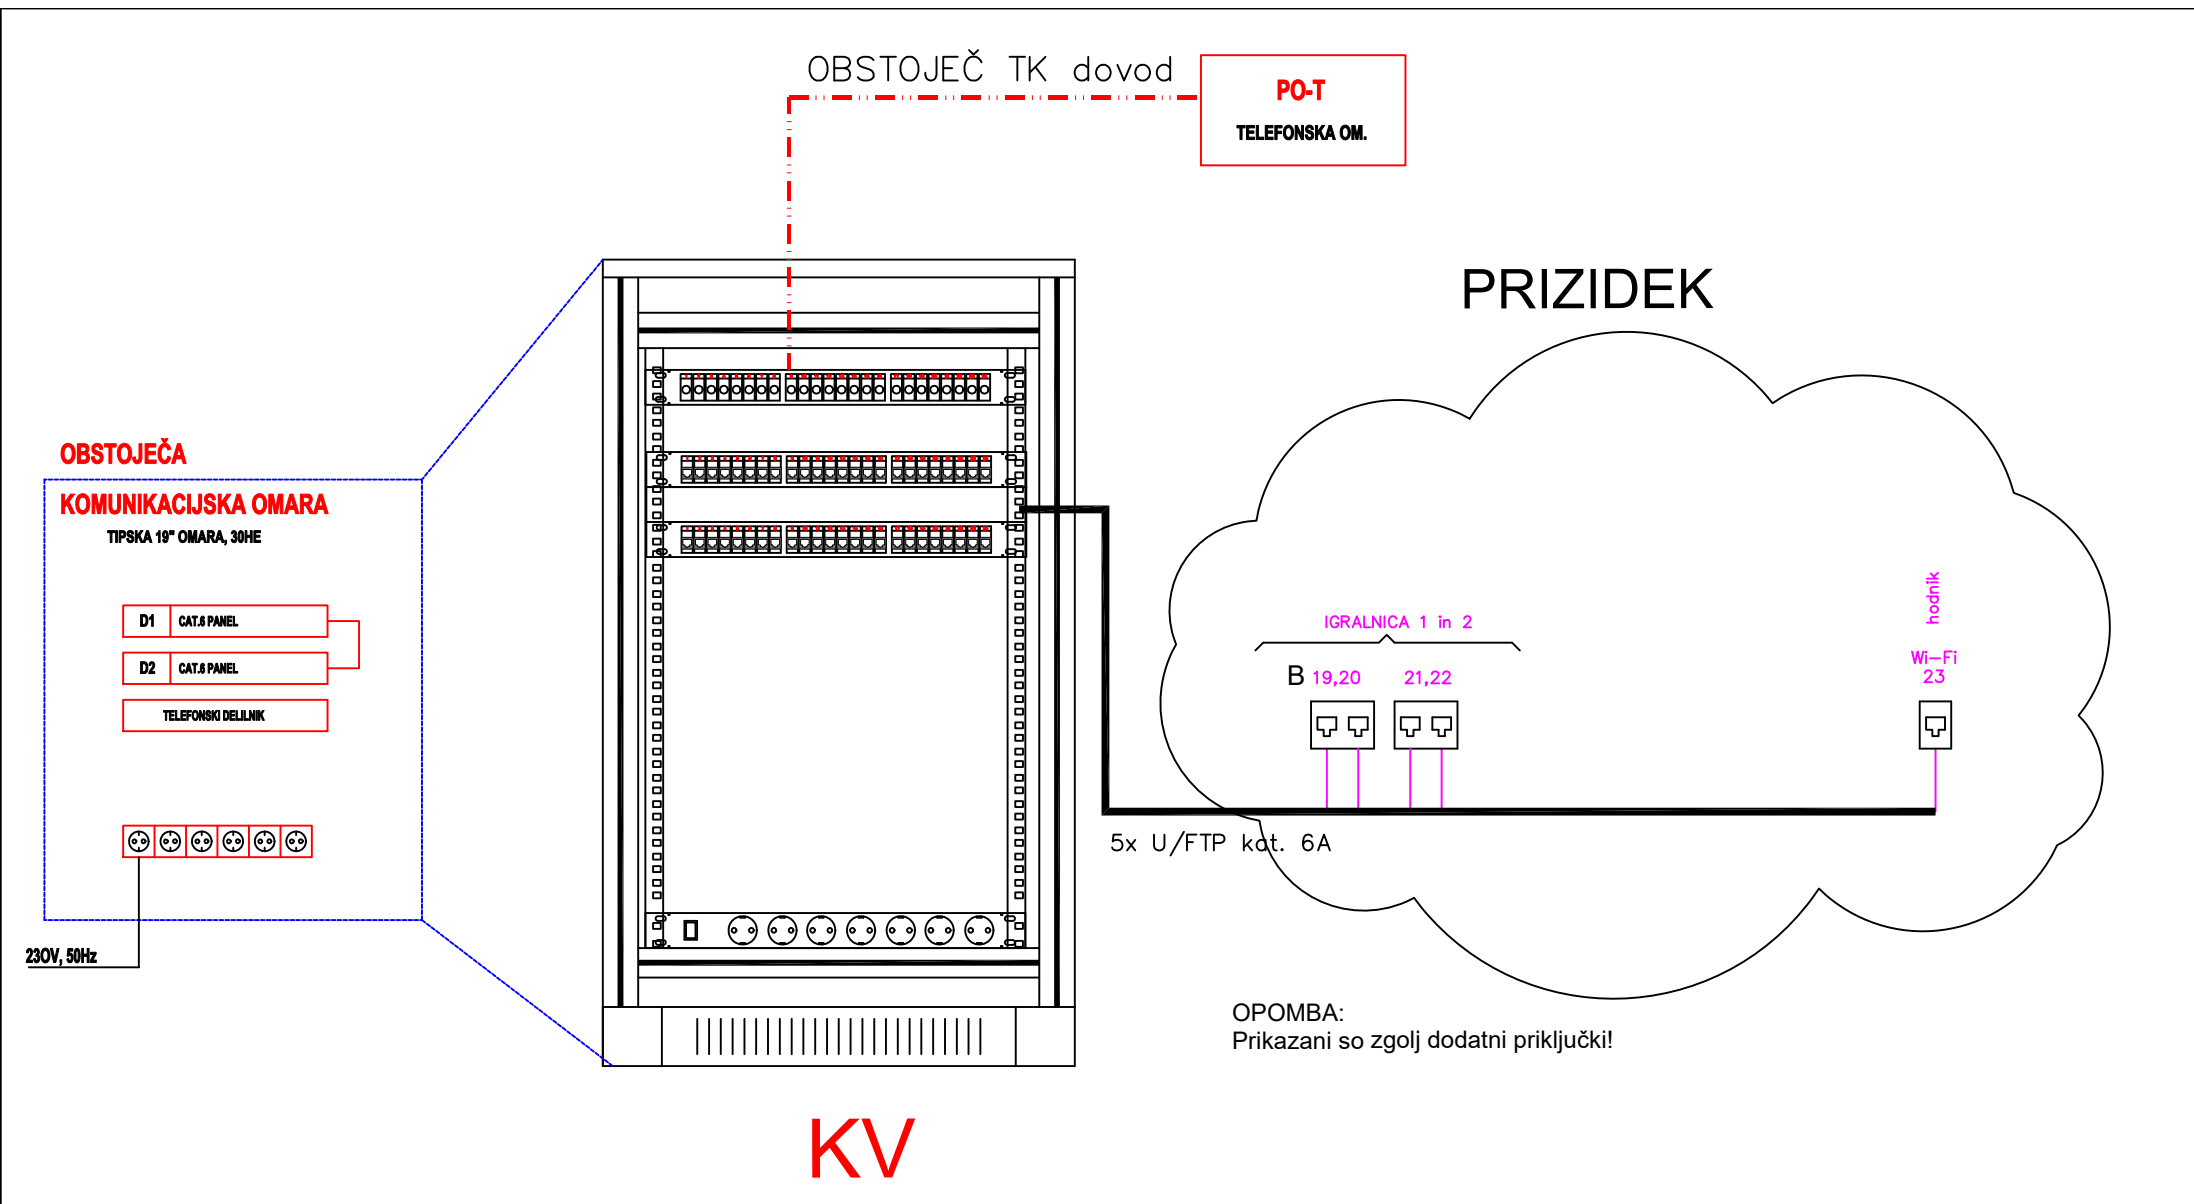 OBSTOJEČ TK dovod
PO-T
TELEFONSKA OM.
PRIZIDEK
OBSTOJEČA
KOMUNIKACIJSKA OMARA
TIPSKA 19" OMARA, 30HE
D1 CAT.6 PANEL
D2 CAT.6 PANEL
TELEFONSKI DELILNIK
230V, 50Hz
hodnik
IGRALNICA 1 in 2
Wi-Fi
23
B 19,20 21,22
5x U/FTP kat. 6A
OPOMBA:
Prikazani so zgolj dodatni priključki!
KV